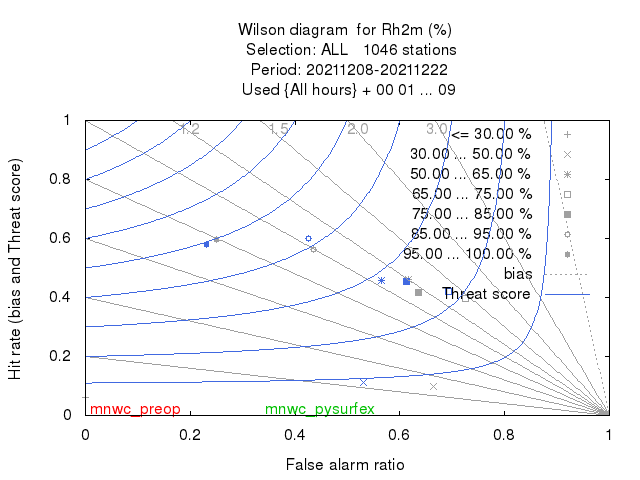 Wilson diagram for Rh2m (%)
Selection: ALL 1046 stations
Period: 20211208-20211222
Used {All hours} + 00 01 ... 09
Hit rate (bias and Threat score)
1
0.8
0.6
0.4
0.2
0
1.2
1.5
2.0
3.0
<= 30.00 %
30.00 ... 50.00 %
50.00 ... 65.00 %
65.00 ... 75.00 %
75.00 ... 85.00 %
85.00 ... 95.00 %
95.00 ... 100.00 %
bias
Threat score
mnwc_preop
mnwc_pysurfex
0
0.2
0.4
0.6
0.8
1
False alarm ratio